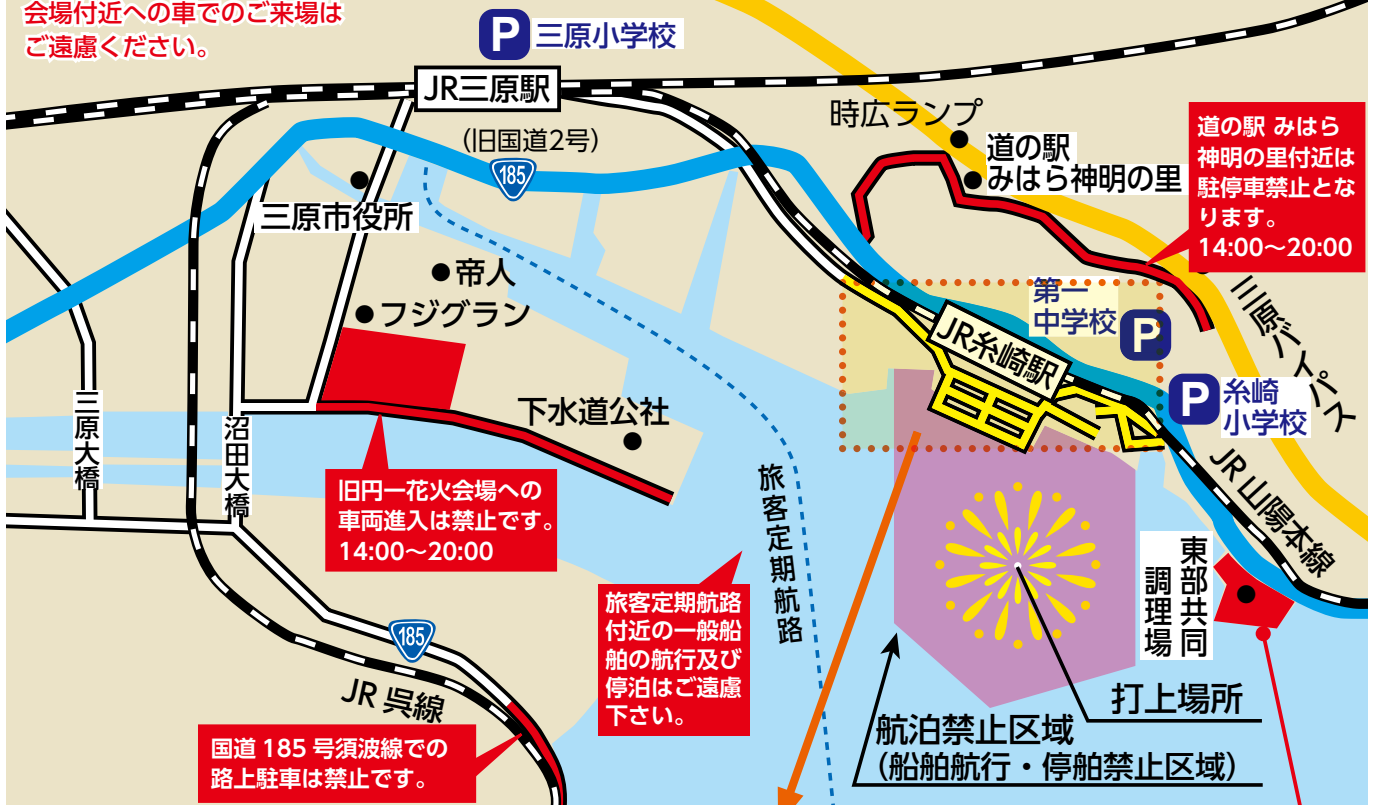 会場付近への車でのご来場は
ご遠慮ください。
P 三原小学校
JR三原駅
(旧国道2号)
185
時広ランプ
道の駅
みはら神明の里
道の駅 みはら
神明の里付近は
駐停車禁止とな
ります。
14:00〜20:00
三原市役所
帝人
フジグラン
第一
中学校
P
JR糸崎駅
三原バイパス
P 糸崎
小学校
下水道公社
三原大橋
沼田大橋
旧円一花火会場への
車両進入は禁止です。
14:00〜20:00
旅客定期航路
JR山陽本線
東部共同
調理場
旅客定期航路
付近の一般船
舶の航行及び
停泊はご遠慮
下さい。
185
JR呉線
打上場所
航泊禁止区域
(船舶航行・停舶禁止区域)
国道 185 号須波線での
路上駐車は禁止です。